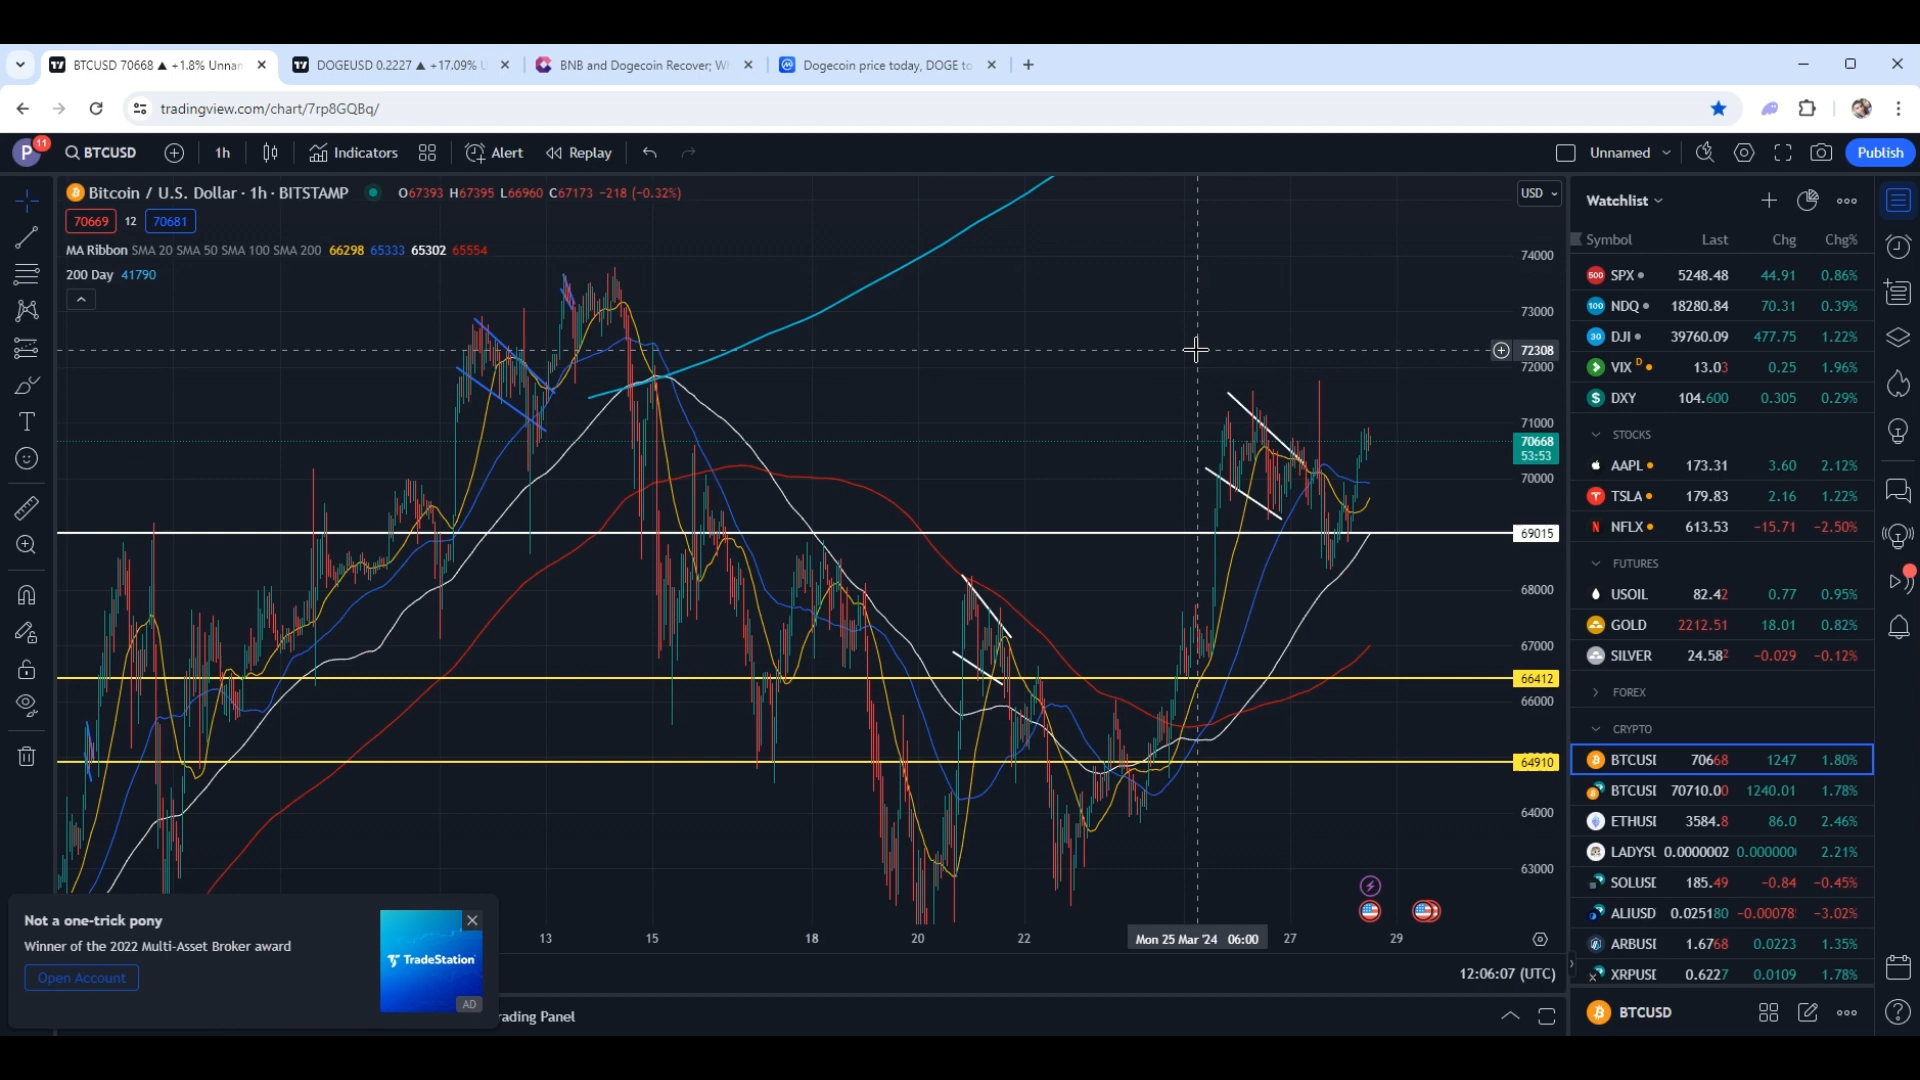 BTCUSD 70668 ▲ +1.8% Unnan
DOGEUSD 0.2227 ▲ +17.09% U
BNB and Dogecoin Recover; Wi
Dogecoin price today, DOGE to
tradingview.com/chart/7rp8GQBq/
P 11
BTCUSD
1h
Indicators
Alert
Replay
Unnamed
Publish
Bitcoin / U.S. Dollar · 1h · BITSTAMP
O67393 H67395 L66960 C67173 −218 (−0.32%)
USD
70669 12 70681
MA Ribbon SMA 20 SMA 50 SMA 100 SMA 200 66298 65333 65302 65554
200 Day 41790
74000
73000
72308
72000
71000
70668
53:53
70000
69015
68000
67000
66412
66000
64910
64000
63000
13
15
18
20
22
Mon 25 Mar '24 06:00
27
29
12:06:07 (UTC)
Not a one-trick pony
Winner of the 2022 Multi-Asset Broker award
Open Account
TradeStation
AD
rading Panel
Watchlist
Symbol Last Chg Chg%
500 SPX 5248.48 44.91 0.86%
100 NDQ 18280.84 70.31 0.39%
30 DJI 39760.09 477.75 1.22%
VIX D 13.03 0.25 1.96%
$ DXY 104.600 0.305 0.29%
STOCKS
AAPL 173.31 3.60 2.12%
TSLA 179.83 2.16 1.22%
N NFLX 613.53 −15.71 −2.50%
FUTURES
USOIL 82.42 0.77 0.95%
GOLD 2212.51 18.01 0.82%
SILVER 24.582 −0.029 −0.12%
FOREX
CRYPTO
BTCUSI 70668 1247 1.80%
BTCUSI 70710.00 1240.01 1.78%
ETHUSI 3584.8 86.0 2.46%
LADYSU 0.0000002 0.000000 2.21%
SOLUSI 185.49 −0.84 −0.45%
ALIUSD 0.025180 −0.00078 −3.02%
ARBUSI 1.6768 0.0223 1.35%
XRPUSI 0.6227 0.0109 1.78%
BTCUSD